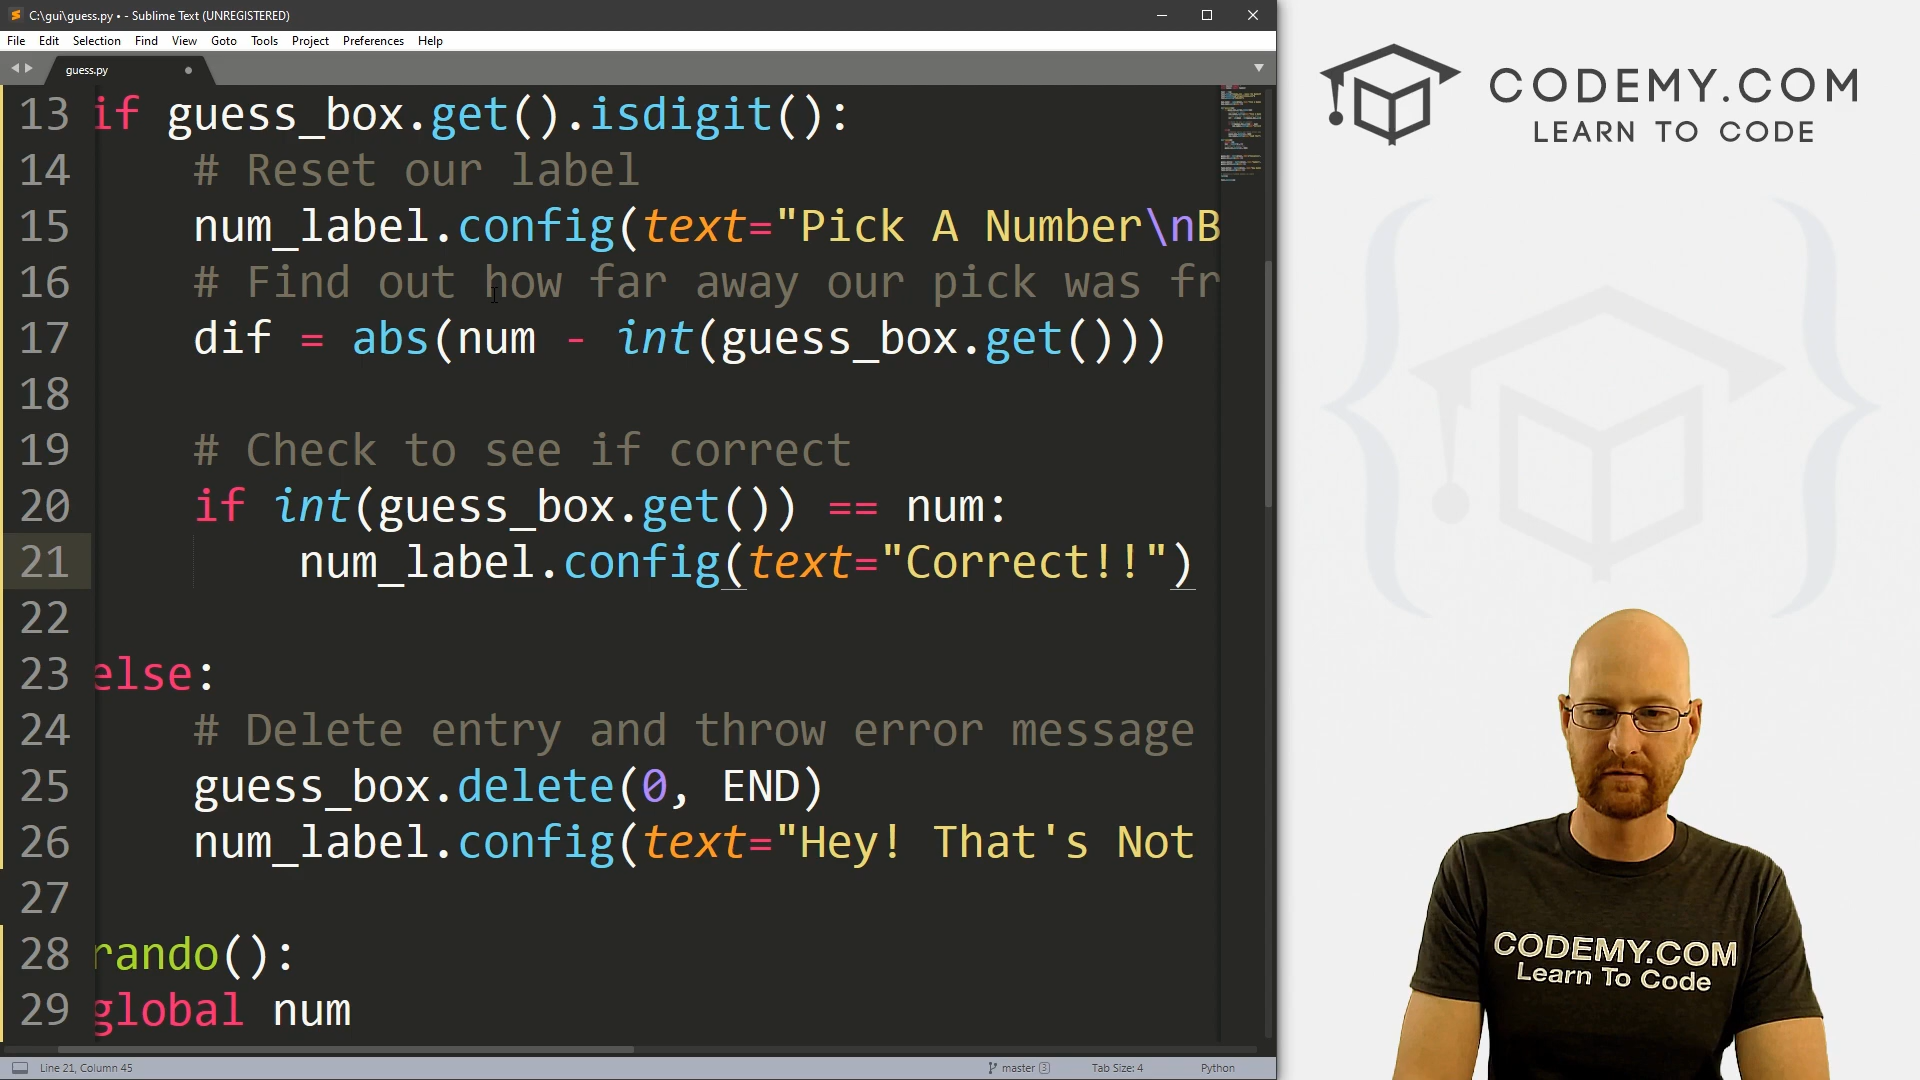 C:\gui\guess.py • - Sublime Text (UNREGISTERED)
File Edit Selection Find View Goto Tools Project Preferences Help
guess.py
13 if guess_box.get().isdigit():
14 # Reset our label
15 num_label.config(text="Pick A Number\nB
16 # Find out how far away our pick was fr
17 dif = abs(num - int(guess_box.get()))
18
19 # Check to see if correct
20 if int(guess_box.get()) == num:
21 num_label.config(text="Correct!!")
22
23 else:
24 # Delete entry and throw error message
25 guess_box.delete(0, END)
26 num_label.config(text="Hey! That's Not
27
28 rando():
29 global num
Line 21, Column 45
master 3
Tab Size: 4
Python
CODEMY.COM
LEARN TO CODE
CODEMY.COM
Learn To Code